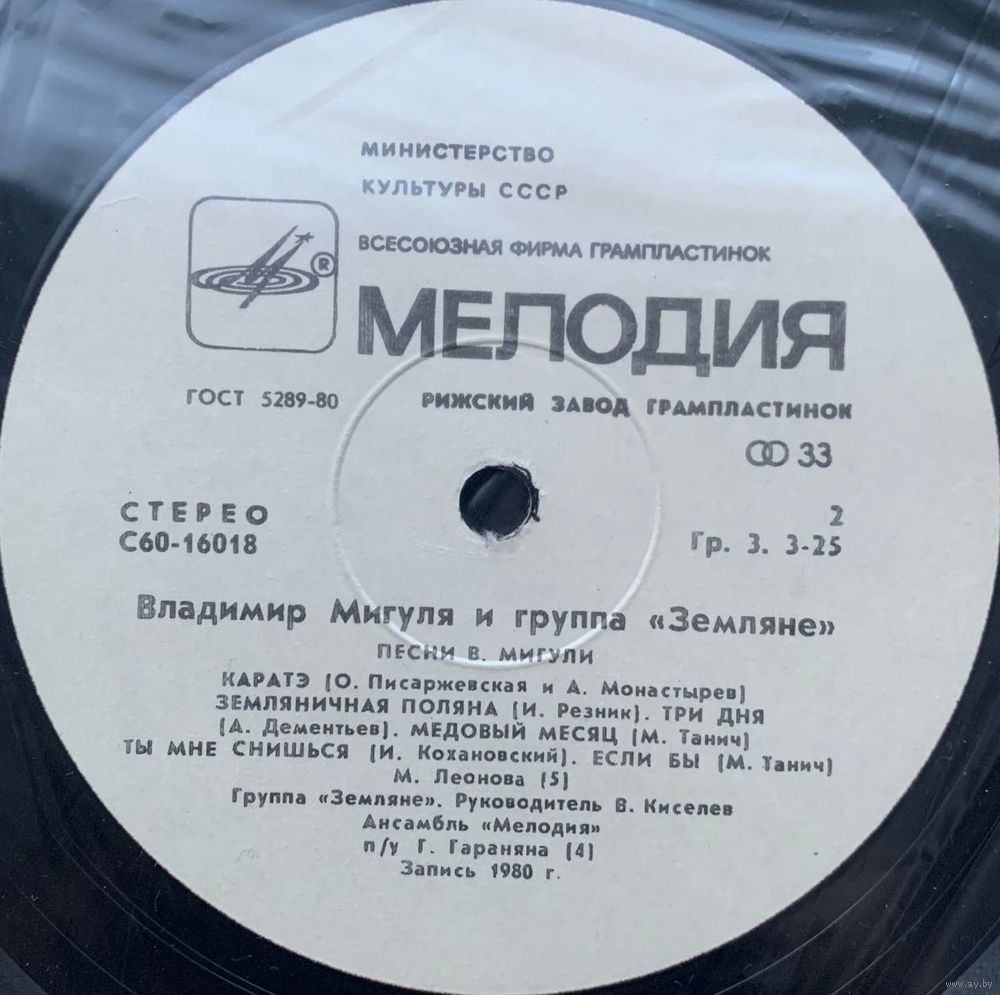 МИНИСТЕРСТВО
КУЛЬТУРЫ СССР
ВСЕСОЮЗНАЯ ФИРМА ГРАМПЛАСТИНОК
®
МЕЛОДИЯ
ГОСТ 5289-80
РИЖСКИЙ ЗАВОД ГРАМПЛАСТИНОК
33
СТЕРЕО
2
С60-16018
Гр. 3. 3-25
Владимир Мигуля и группа «Земляне»
ПЕСНИ В. МИГУЛИ
КАРАТЭ (О. Писаржевская и А. Монастырев)
ЗЕМЛЯНИЧНАЯ ПОЛЯНА (И. Резник). ТРИ ДНЯ
(А. Дементьев). МЕДОВЫЙ МЕСЯЦ (М. Танич)
ТЫ МНЕ СНИШЬСЯ (И. Кохановский). ЕСЛИ БЫ (М. Танич)
М. Леонова (5)
Группа «Земляне». Руководитель В. Киселев
Ансамбль «Мелодия»
п/у Г. Гараняна (4)
Запись 1980 г.
www.ay.by